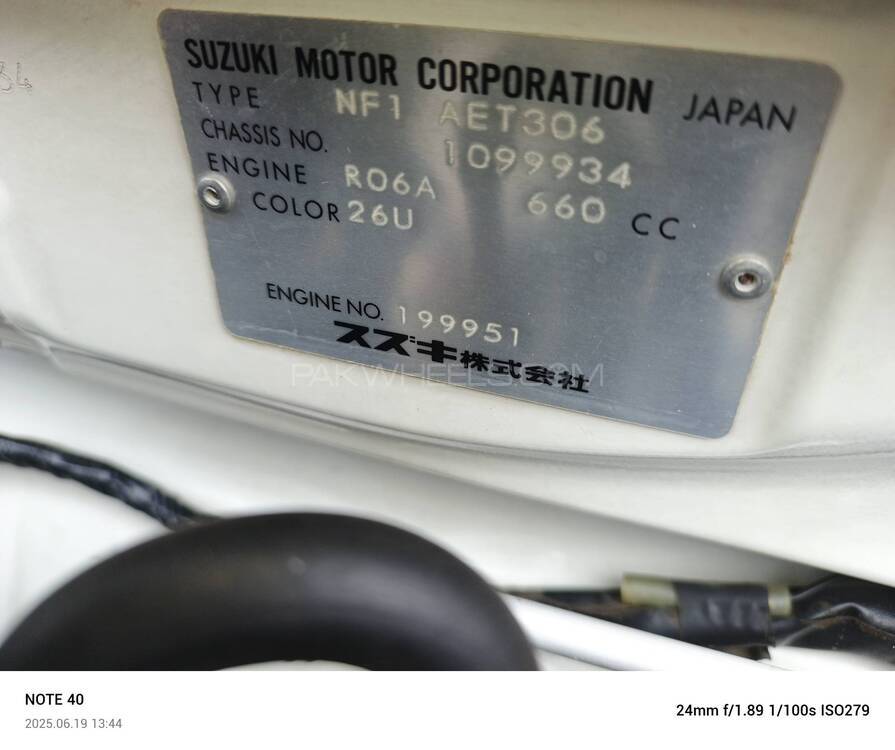 SUZUKI MOTOR CORPORATION JAPAN
TYPE NF1 AET306
CHASSIS NO. 1099934
ENGINE R06A 660 CC
COLOR 26U
ENGINE NO. 199951
スズキ株式会社
PAKWHEELS.COM
NOTE 40
2025.06.19 13:44
24mm f/1.89 1/100s ISO279